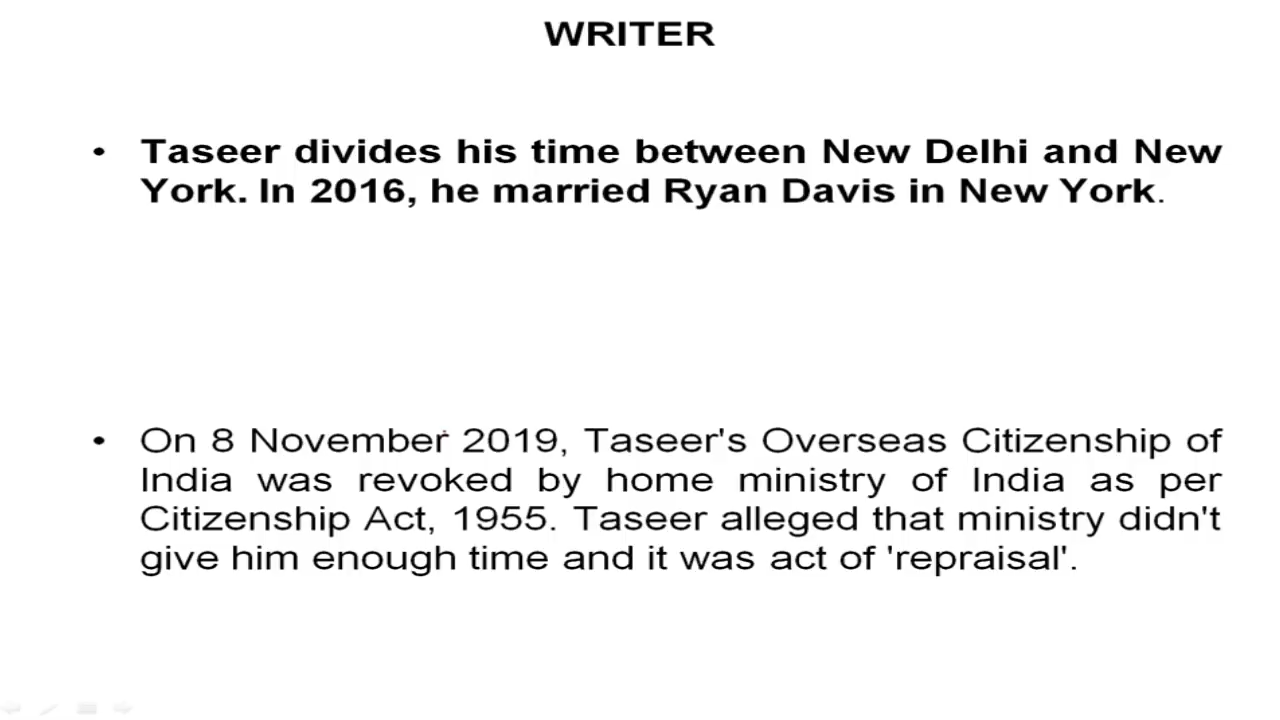 WRITER
• Taseer divides his time between New Delhi and New
York. In 2016, he married Ryan Davis in New York.
• On 8 November 2019, Taseer's Overseas Citizenship of
India was revoked by home ministry of India as per
Citizenship Act, 1955. Taseer alleged that ministry didn't
give him enough time and it was act of 'repraisal'.